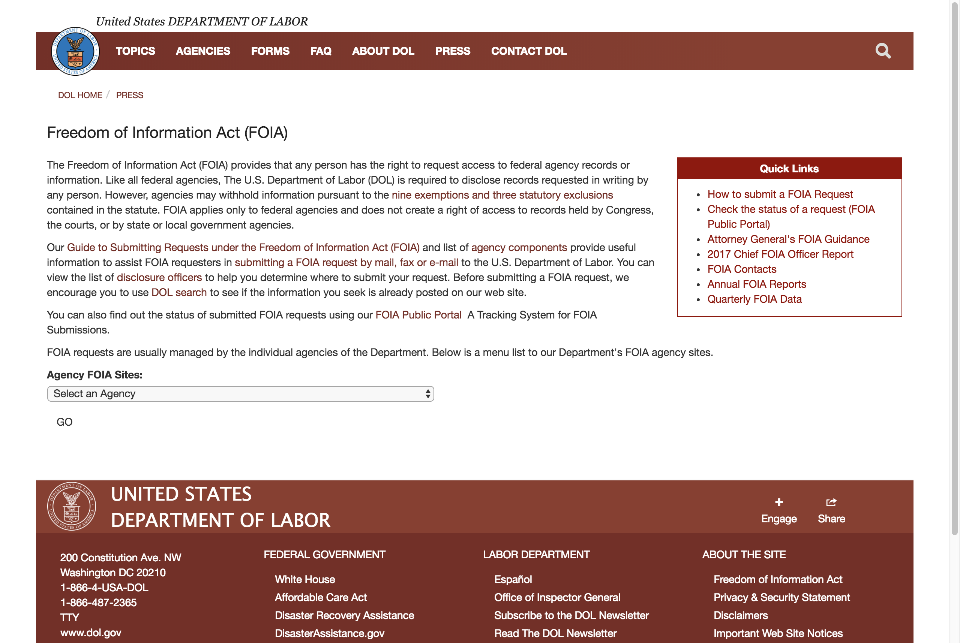 United States DEPARTMENT OF LABOR
TOPICS AGENCIES FORMS FAQ ABOUT DOL PRESS CONTACT DOL
DOL HOME / PRESS
Freedom of Information Act (FOIA)
The Freedom of Information Act (FOIA) provides that any person has the right to request access to federal agency records or
information. Like all federal agencies, The U.S. Department of Labor (DOL) is required to disclose records requested in writing by
any person. However, agencies may withhold information pursuant to the nine exemptions and three statutory exclusions
contained in the statute. FOIA applies only to federal agencies and does not create a right of access to records held by Congress,
the courts, or by state or local government agencies.
Our Guide to Submitting Requests under the Freedom of Information Act (FOIA) and list of agency components provide useful
information to assist FOIA requesters in submitting a FOIA request by mail, fax or e-mail to the U.S. Department of Labor. You can
view the list of disclosure officers to help you determine where to submit your request. Before submitting a FOIA request, we
encourage you to use DOL search to see if the information you seek is already posted on our web site.
You can also find out the status of submitted FOIA requests using our FOIA Public Portal A Tracking System for FOIA
Submissions.
FOIA requests are usually managed by the individual agencies of the Department. Below is a menu list to our Department's FOIA agency sites.
Agency FOIA Sites:
Select an Agency
GO
Quick Links
• How to submit a FOIA Request
• Check the status of a request (FOIA
Public Portal)
• Attorney General's FOIA Guidance
• 2017 Chief FOIA Officer Report
• FOIA Contacts
• Annual FOIA Reports
• Quarterly FOIA Data
UNITED STATES
DEPARTMENT OF LABOR
Engage Share
200 Constitution Ave. NW
Washington DC 20210
1-866-4-USA-DOL
1-866-487-2365
TTY
www.dol.gov
FEDERAL GOVERNMENT
White House
Affordable Care Act
Disaster Recovery Assistance
DisasterAssistance.gov
LABOR DEPARTMENT
Español
Office of Inspector General
Subscribe to the DOL Newsletter
Read The DOL Newsletter
ABOUT THE SITE
Freedom of Information Act
Privacy & Security Statement
Disclaimers
Important Web Site Notices